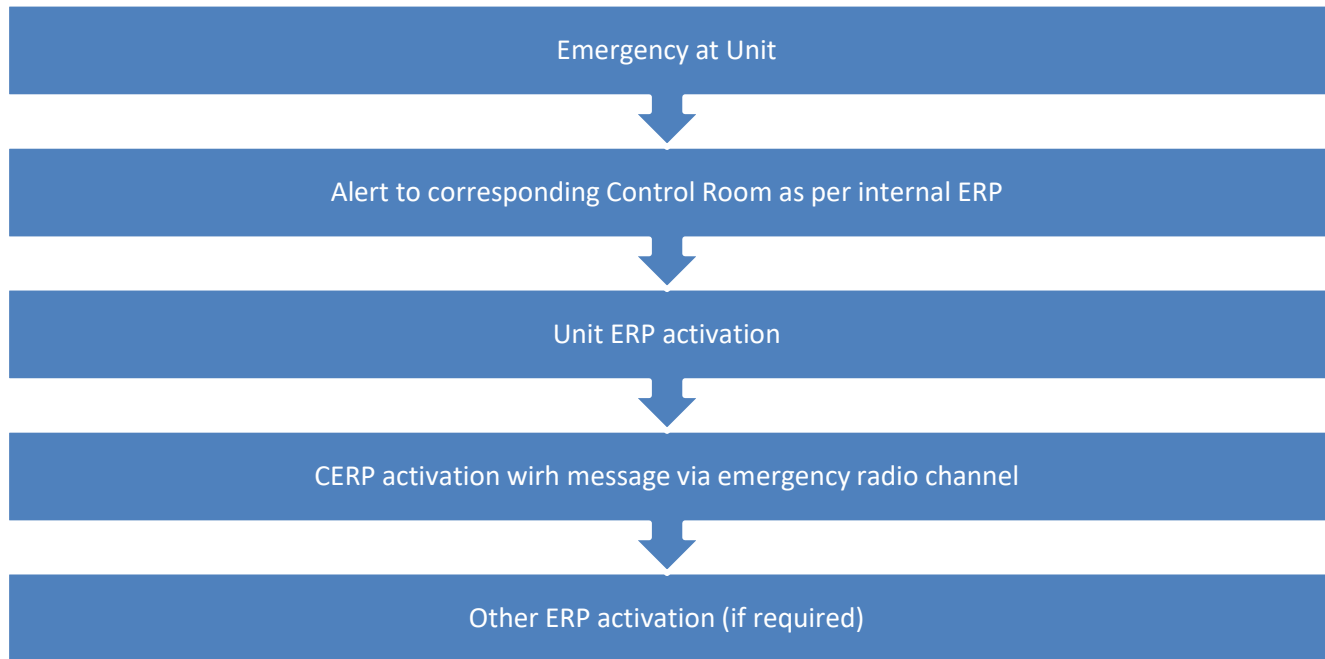 Emergency at Unit
Alert to corresponding Control Room as per internal ERP
Unit ERP activation
CERP activation wirh message via emergency radio channel
Other ERP activation (if required)